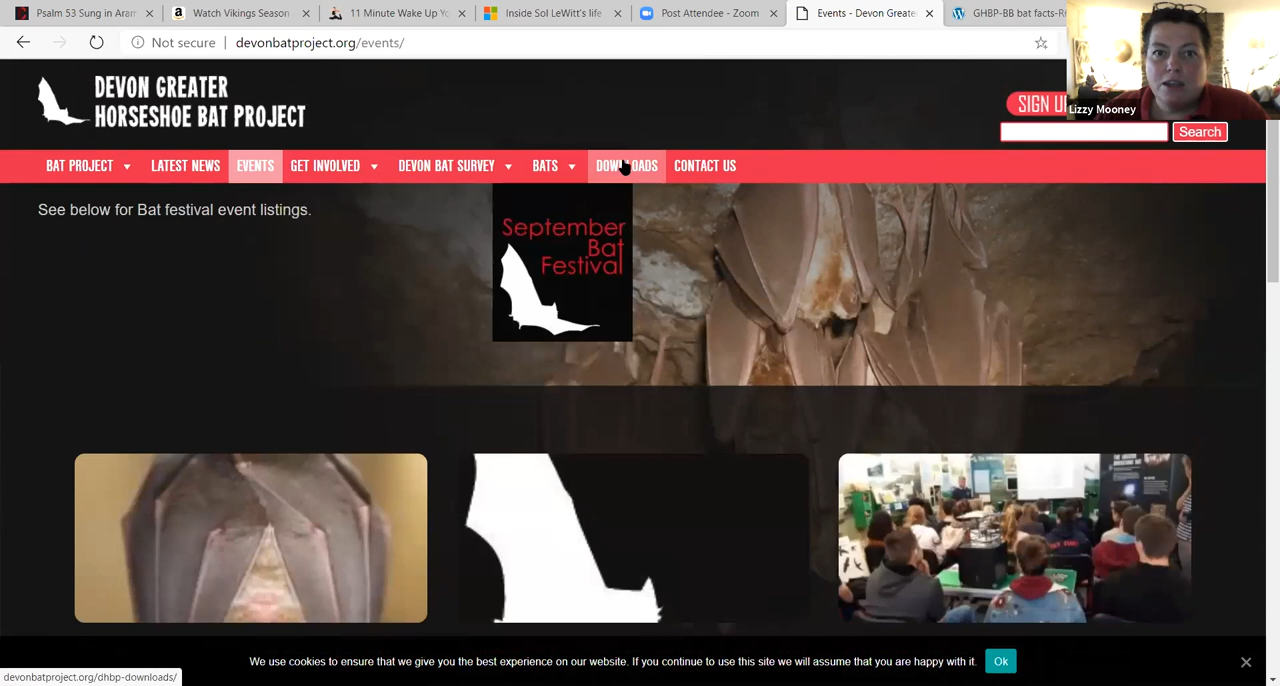 Psalm 53 Sung in Aram
Watch Vikings Season
11 Minute Wake Up Yo
Inside Sol LeWitt's life
Post Attendee - Zoom
Events - Devon Greate
GHBP-BB bat facts-R
Not secure | devonbatproject.org/events/
DEVON GREATER
HORSESHOE BAT PROJECT
SIGN U
Lizzy Mooney
Search
BAT PROJECT
LATEST NEWS
EVENTS
GET INVOLVED
DEVON BAT SURVEY
BATS
DOWNLOADS
CONTACT US
See below for Bat festival event listings.
September
Bat
Festival
We use cookies to ensure that we give you the best experience on our website. If you continue to use this site we will assume that you are happy with it.
Ok
devonbatproject.org/dhbp-downloads/